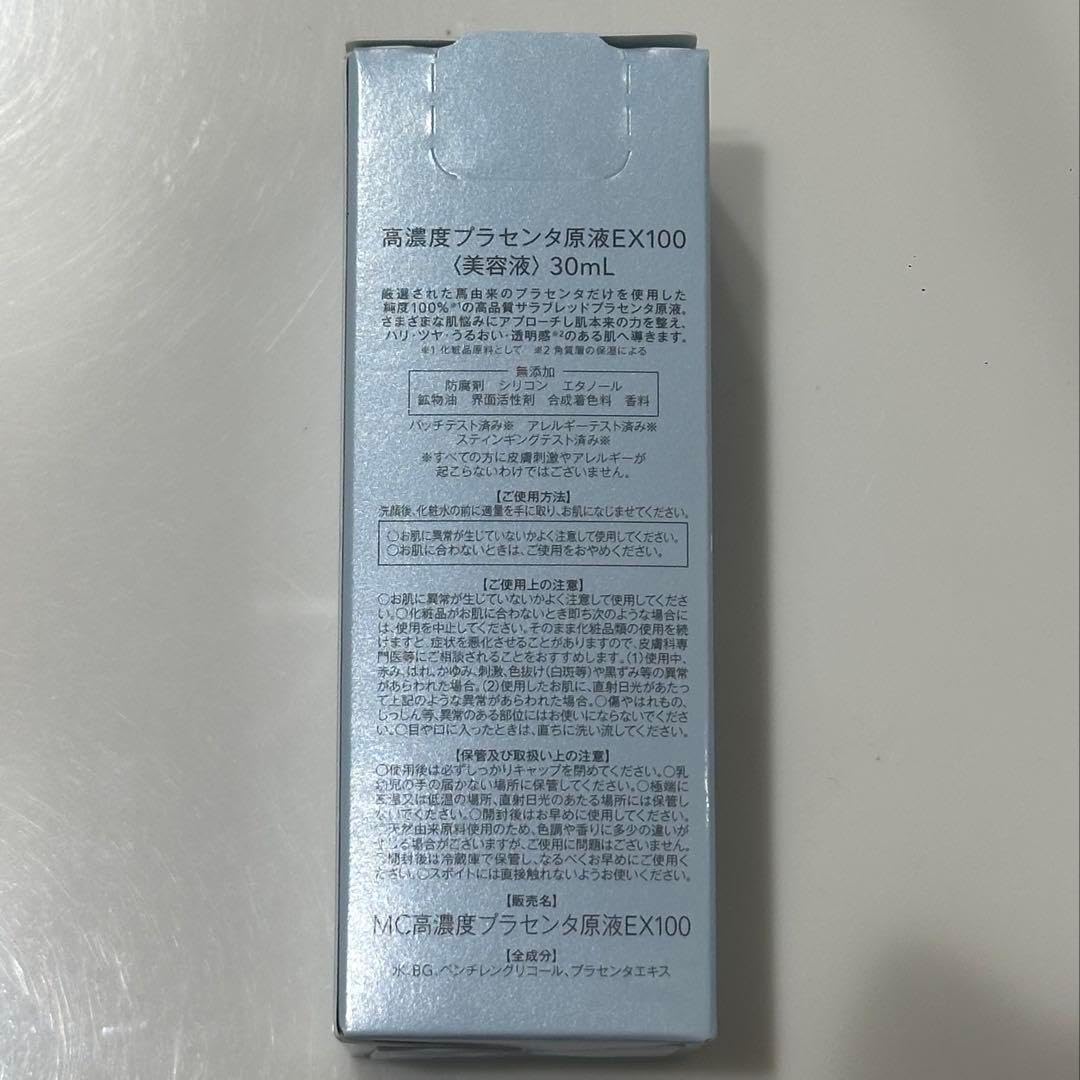 高濃度プラセンタ原液EX100
〈美容液〉30mL
厳選された馬由来のプラセンタだけを使用した
純度100%※1の高品質サラブレッドプラセンタ原液。
さまざまな肌悩みにアプローチし肌本来の力を整え、
ハリ・ツヤ・うるおい・透明感※2のある肌へ導きます。
※1 化粧品原料として ※2 角質層の保湿による
無添加
防腐剤 シリコン エタノール
鉱物油 界面活性剤 合成着色料 香料
パッチテスト済み※ アレルギーテスト済み※
スティンギングテスト済み※
※すべての方に皮膚刺激やアレルギーが
起こらないわけではございません。
【ご使用方法】
洗顔後、化粧水の前に適量を手に取り、お肌になじませてください。
○お肌に異常が生じていないかよく注意して使用してください。
○お肌に合わないときは、ご使用をおやめください。
【ご使用上の注意】
○お肌に異常が生じていないかよく注意して使用してくださ
い。○化粧品がお肌に合わないとき即ち次のような場合に
は、使用を中止してください。そのまま化粧品類の使用を続
けますと、症状を悪化させることがありますので、皮膚科専
門医等にご相談されることをおすすめします。(1)使用中、
赤み、はれ、かゆみ、刺激、色抜け(白斑等)や黒ずみ等の異常
があらわれた場合。(2)使用したお肌に、直射日光があたっ
て上記のような異常があらわれた場合。○傷やはれもの、
しっしん等、異常のある部位にはお使いにならないでくださ
い。○目や口に入ったときは、直ちに洗い流してください。
【保管及び取扱い上の注意】
○使用後は必ずしっかりキャップを閉めてください。○乳
幼児の手の届かない場所に保管してください。○極端に
高温又は低温の場所、直射日光のあたる場所には保管し
ないでください。○開封後はお早めに使用してください。
○天然由来原料使用のため、色調や香りに多少の違いが
生じる場合がございますが、ご使用に問題はございません。
○開封後は冷蔵庫で保管し、なるべくお早めにご使用く
ださい。○スポイトには直接触れないようお使いください。
【販売名】
MC高濃度プラセンタ原液EX100
【全成分】
水、BG、ペンチレングリコール、プラセンタエキス